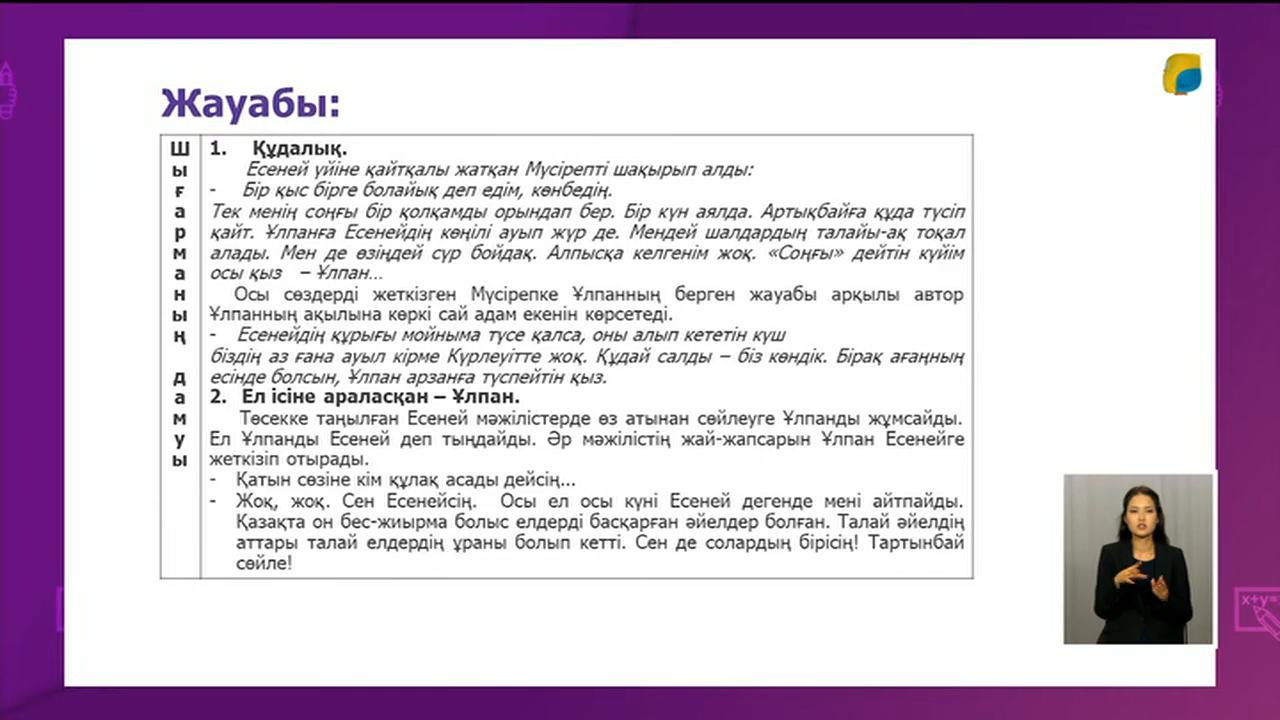 Жауабы:
Шығармаың дамуы
1. Құдалық.
Есеней үйіне қайтқалы жатқан Мүсірепті шақырып алды:
- Бір қыс бірге болайық деп едім, көнбедің.
Тек менің соңғы бір қолқамды орындап бер. Бір күн аялда. Артықбайға құда түсіп
қайт. Ұлпанға Есенейдің көңілі ауып жүр де. Мендей шалдардың талайы-ақ тоқал
алады. Мен де өзіңдей сүр бойдақ. Алпысқа келгенім жоқ. «Соңғы» дейтін күйім
осы қыз – Ұлпан...
Осы сөздерді жеткізген Мүсірепке Ұлпанның берген жауабы арқылы автор
Ұлпанның ақылына көркі сай адам екенін көрсетеді.
- Есенейдің құрығы мойныма түсе қалса, оны алып кететін күш
біздің аз ғана ауыл кірме Күрлеуітте жоқ. Құдай салды – біз көндік. Бірақ ағаңның
есінде болсын, Ұлпан арзанға түспейтін қыз.
2. Ел ісіне араласқан – Ұлпан.
Төсекке таңылған Есеней мәжілістерде өз атынан сөйлеуге Ұлпанды жұмсайды.
Ел Ұлпанды Есеней деп тыңдайды. Әр мәжілістің жай-жапсарын Ұлпан Есенейге
жеткізіп отырады.
- Қатын сөзіне кім құлақ асады дейсің...
- Жоқ, жоқ. Сен Есенейсің. Осы ел осы күні Есеней дегенде мені айтпайды.
Қазақта он бес-жиырма болыс елдерді басқарған әйелдер болған. Талай әйелдің
аттары талай елдердің ұраны болып кетті. Сен де солардың бірісің! Тартынбай
сөйле!
x+y=